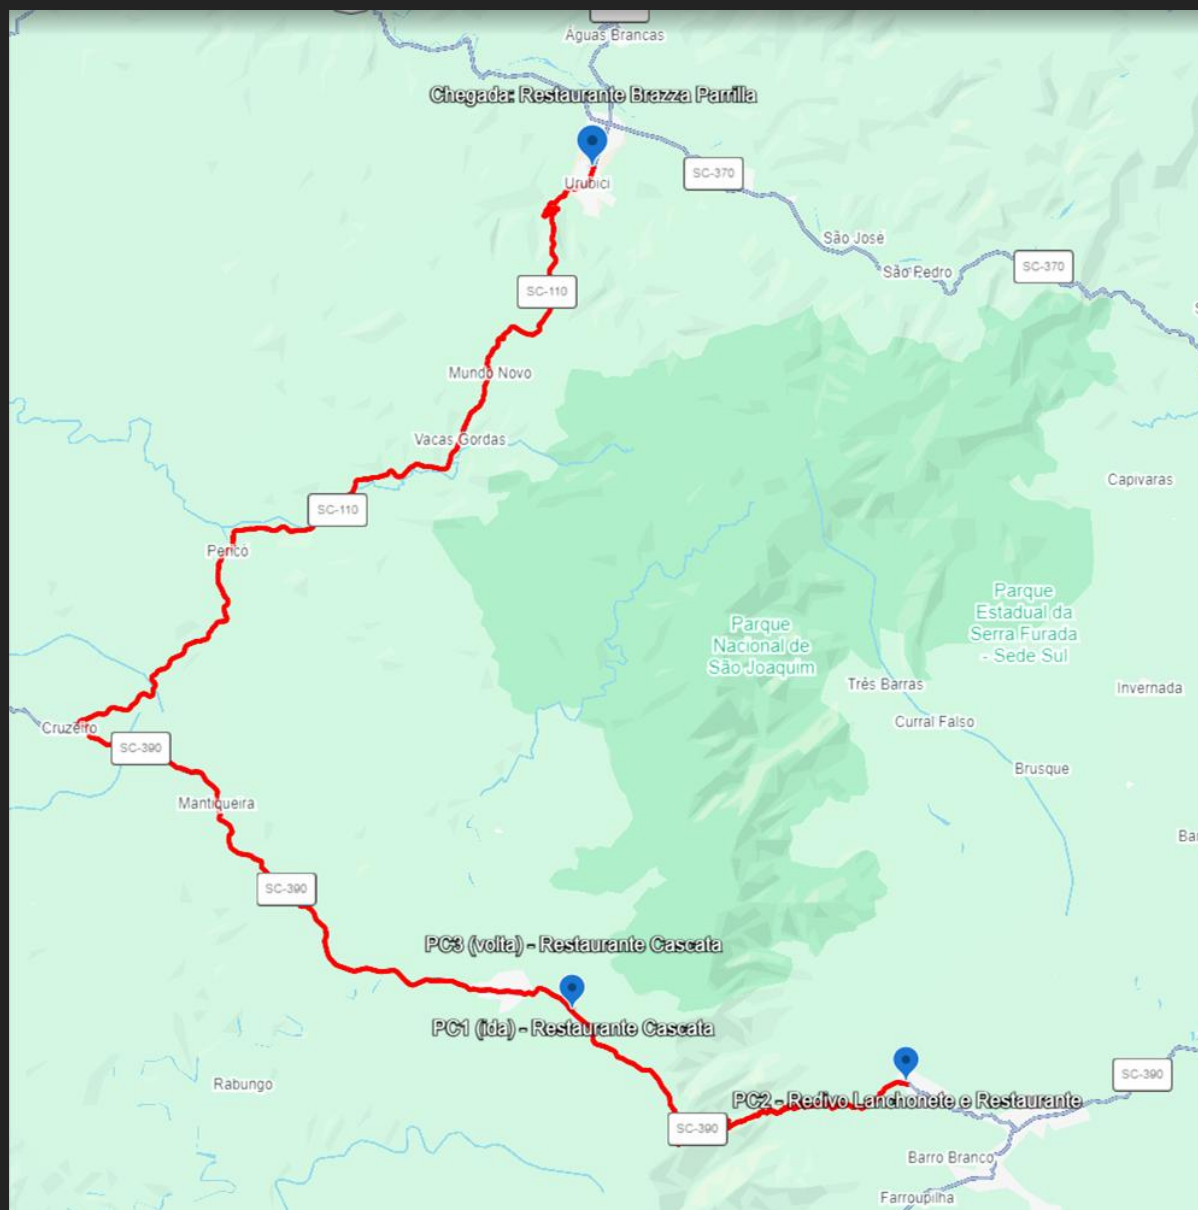 Águas Brancas
Chegada: Restaurante Brazza Parrilla
SC-370
Urubici
São José
SC-370
São Pedro
SC-110
Mundo Novo
Vacas Gordas
Capivaras
SC-110
Pericó
Parque
Estadual da
Serra Furada
- Sede Sul
Parque
Nacional de
São Joaquim
Três Barras
Invernada
Curral Falso
Cruzeiro
SC-390
Brusque
Mantiqueira
SC-390
PC3 (volta) - Restaurante Cascata
PC1 (ida) - Restaurante Cascata
Rabungo
SC-390
PC2 - Redivo Lanchonete e Restaurante
SC-390
Barro Branco
Farroupilha